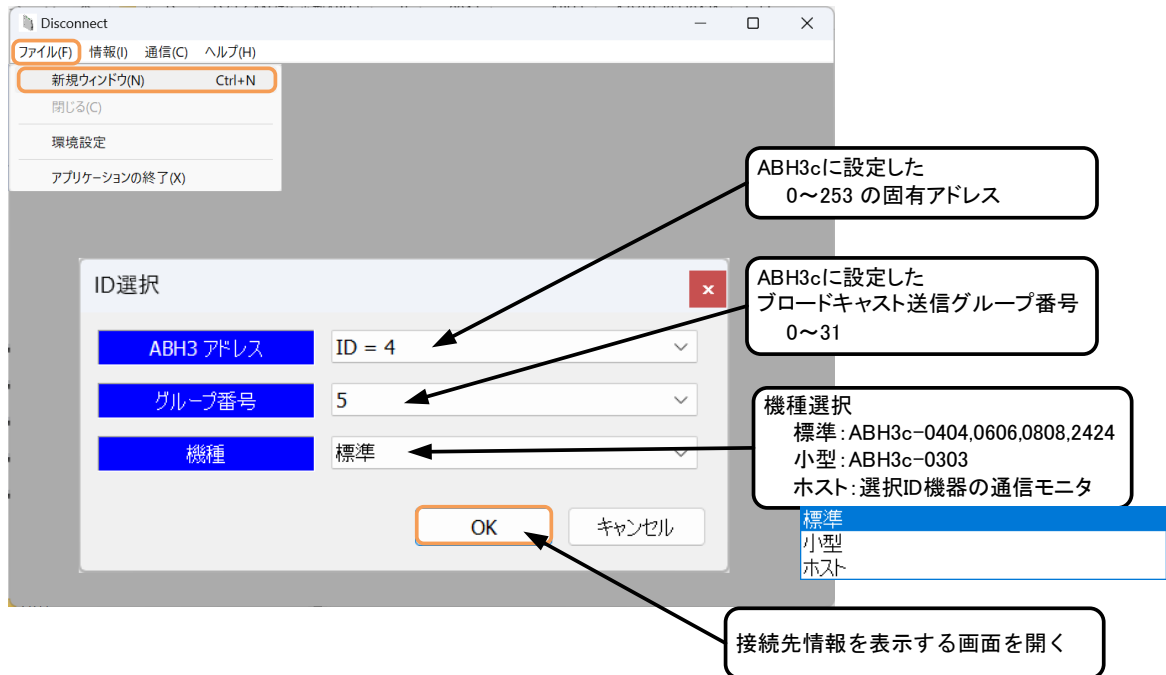 Disconnect
ファイル(F) 情報(I) 通信(C) ヘルプ(H)
新規ウィンドウ(N) Ctrl+N
閉じる(C)
環境設定
アプリケーションの終了(X)
ABH3cに設定した
0～253 の固有アドレス
ID選択
ABH3cに設定した
ブロードキャスト送信グループ番号
0～31
ABH3 アドレス ID = 4
グループ番号 5
機種 標準
機種選択
標準：ABH3c-0404,0606,0808,2424
小型：ABH3c-0303
ホスト：選択ID機器の通信モニタ
標準
小型
ホスト
OK キャンセル
接続先情報を表示する画面を開く